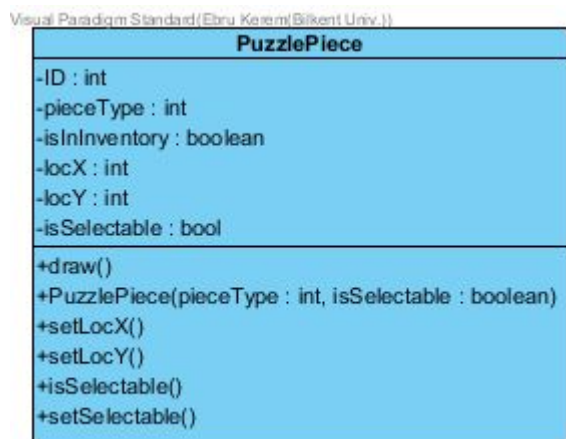 Visual Paradigm Standard(Ebru Kerem(Bilkent Univ.))
PuzzlePiece
-ID : int
-pieceType : int
-isInInventory : boolean
-locX : int
-locY : int
-isSelectable : bool
+draw()
+PuzzlePiece(pieceType : int, isSelectable : boolean)
+setLocX()
+setLocY()
+isSelectable()
+setSelectable()